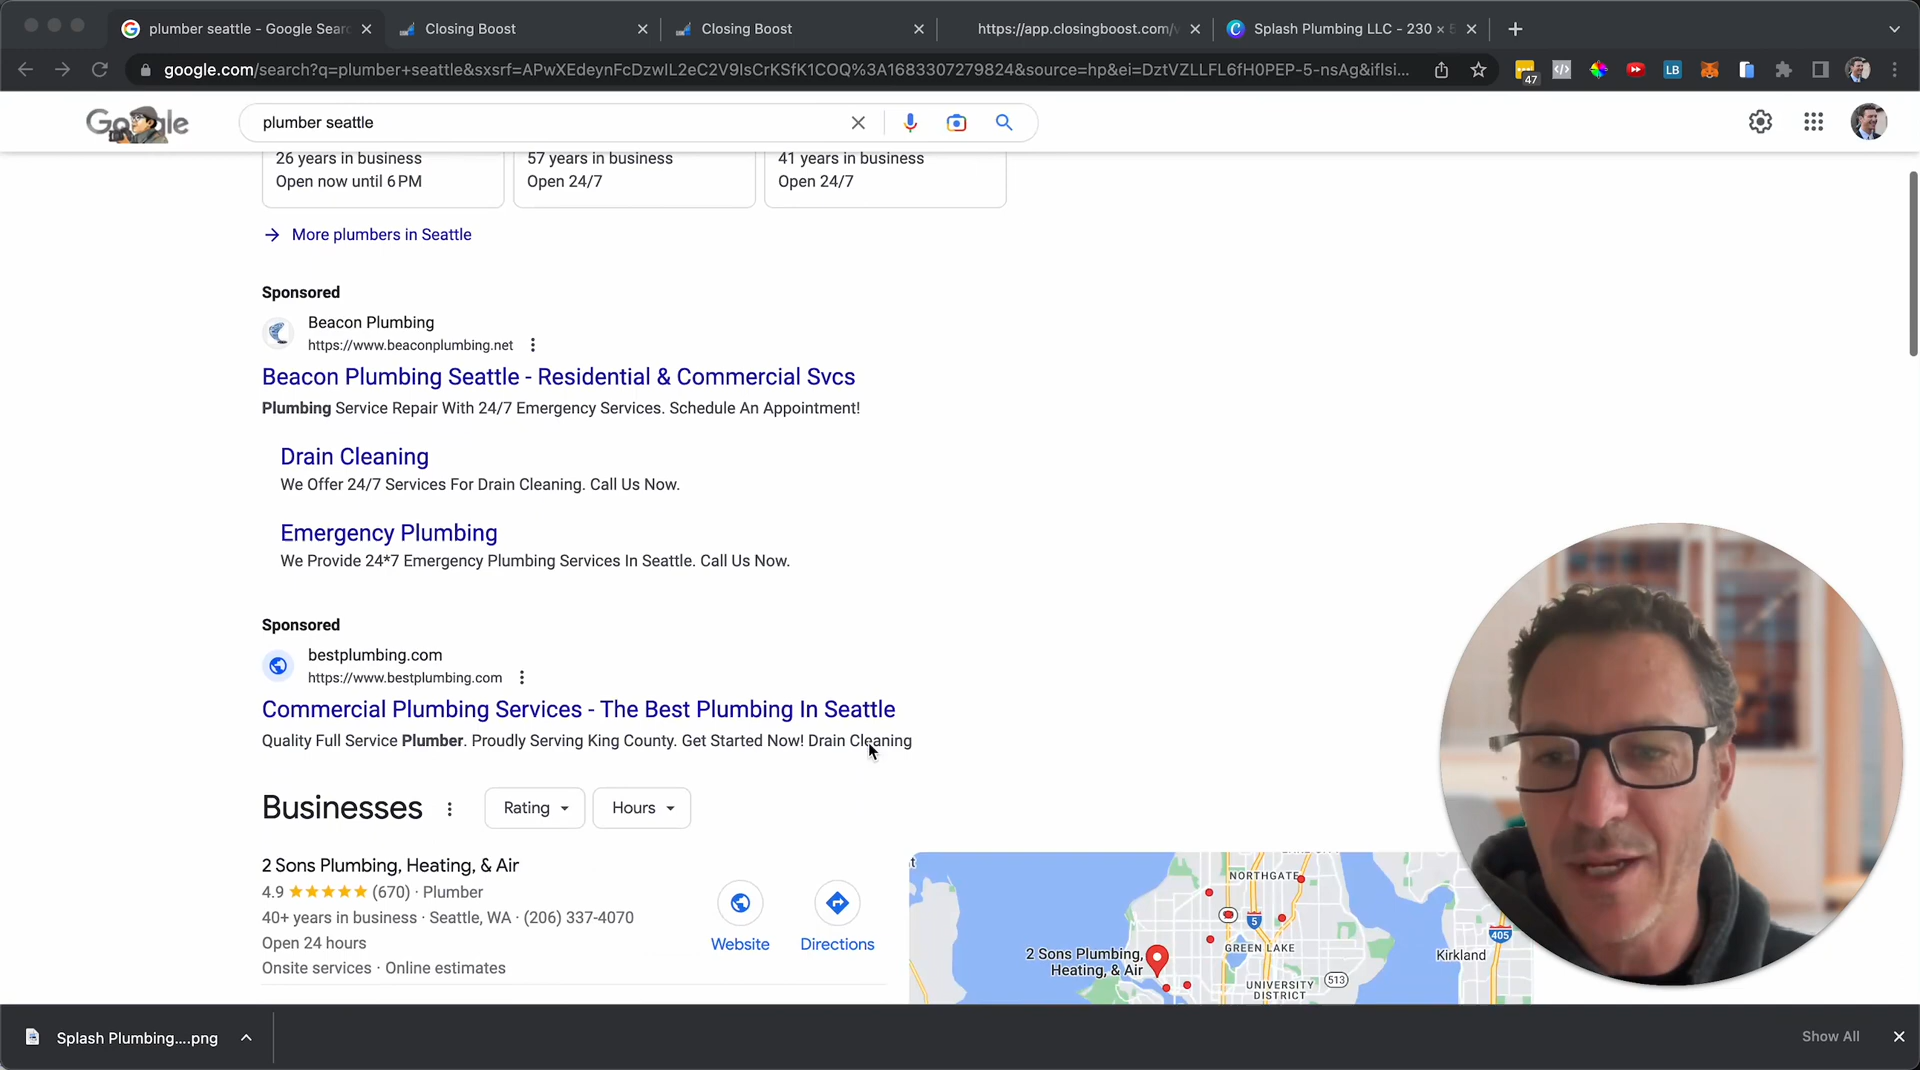 plumber seattle - Google Sear
Closing Boost
Closing Boost
https://app.closingboost.com/
Splash Plumbing LLC - 230 ×
google.com/search?q=plumber+seattle&sxsrf=APwXEdeynFcDzwIL2eC2V9IsCrKSfK1COQ%3A1683307279824&source=hp&ei=DztVZLLFL6fH0PEP-5-nsAg&iflsi...
47
LB
Google
plumber seattle
26 years in business
Open now until 6 PM
57 years in business
Open 24/7
41 years in business
Open 24/7
More plumbers in Seattle
Sponsored
Beacon Plumbing
https://www.beaconplumbing.net
Beacon Plumbing Seattle - Residential & Commercial Svcs
Plumbing Service Repair With 24/7 Emergency Services. Schedule An Appointment!
Drain Cleaning
We Offer 24/7 Services For Drain Cleaning. Call Us Now.
Emergency Plumbing
We Provide 24*7 Emergency Plumbing Services In Seattle. Call Us Now.
Sponsored
bestplumbing.com
https://www.bestplumbing.com
Commercial Plumbing Services - The Best Plumbing In Seattle
Quality Full Service Plumber. Proudly Serving King County. Get Started Now! Drain Cleaning
Businesses
Rating
Hours
2 Sons Plumbing, Heating, & Air
4.9 ★★★★★ (670) · Plumber
40+ years in business · Seattle, WA · (206) 337-4070
Open 24 hours
Onsite services · Online estimates
Website
Directions
NORTHGATE
5
405
GREEN LAKE
2 Sons Plumbing,
Heating, & Air
Kirkland
UNIVERSITY
DISTRICT
513
Splash Plumbing....png
Show All